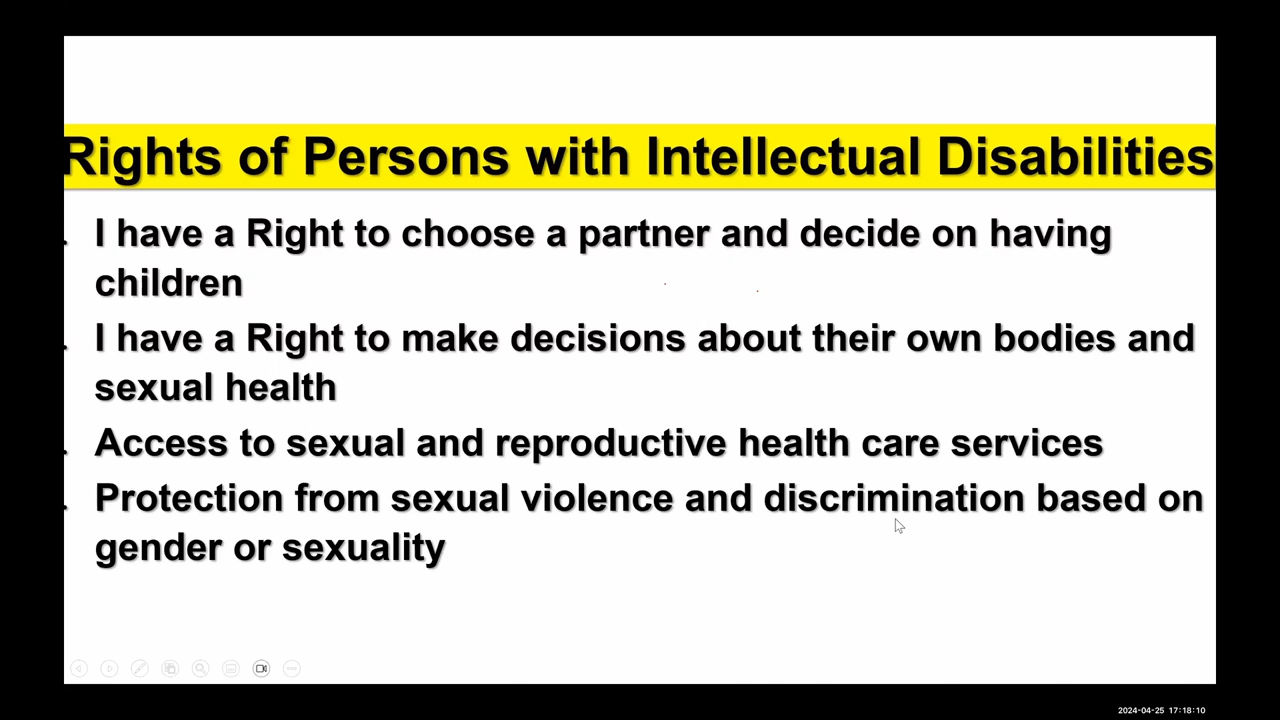 Rights of Persons with Intellectual Disabilities
I have a Right to choose a partner and decide on having
children
I have a Right to make decisions about their own bodies and
sexual health
Access to sexual and reproductive health care services
Protection from sexual violence and discrimination based on
gender or sexuality
2024-04-25 17:18:10